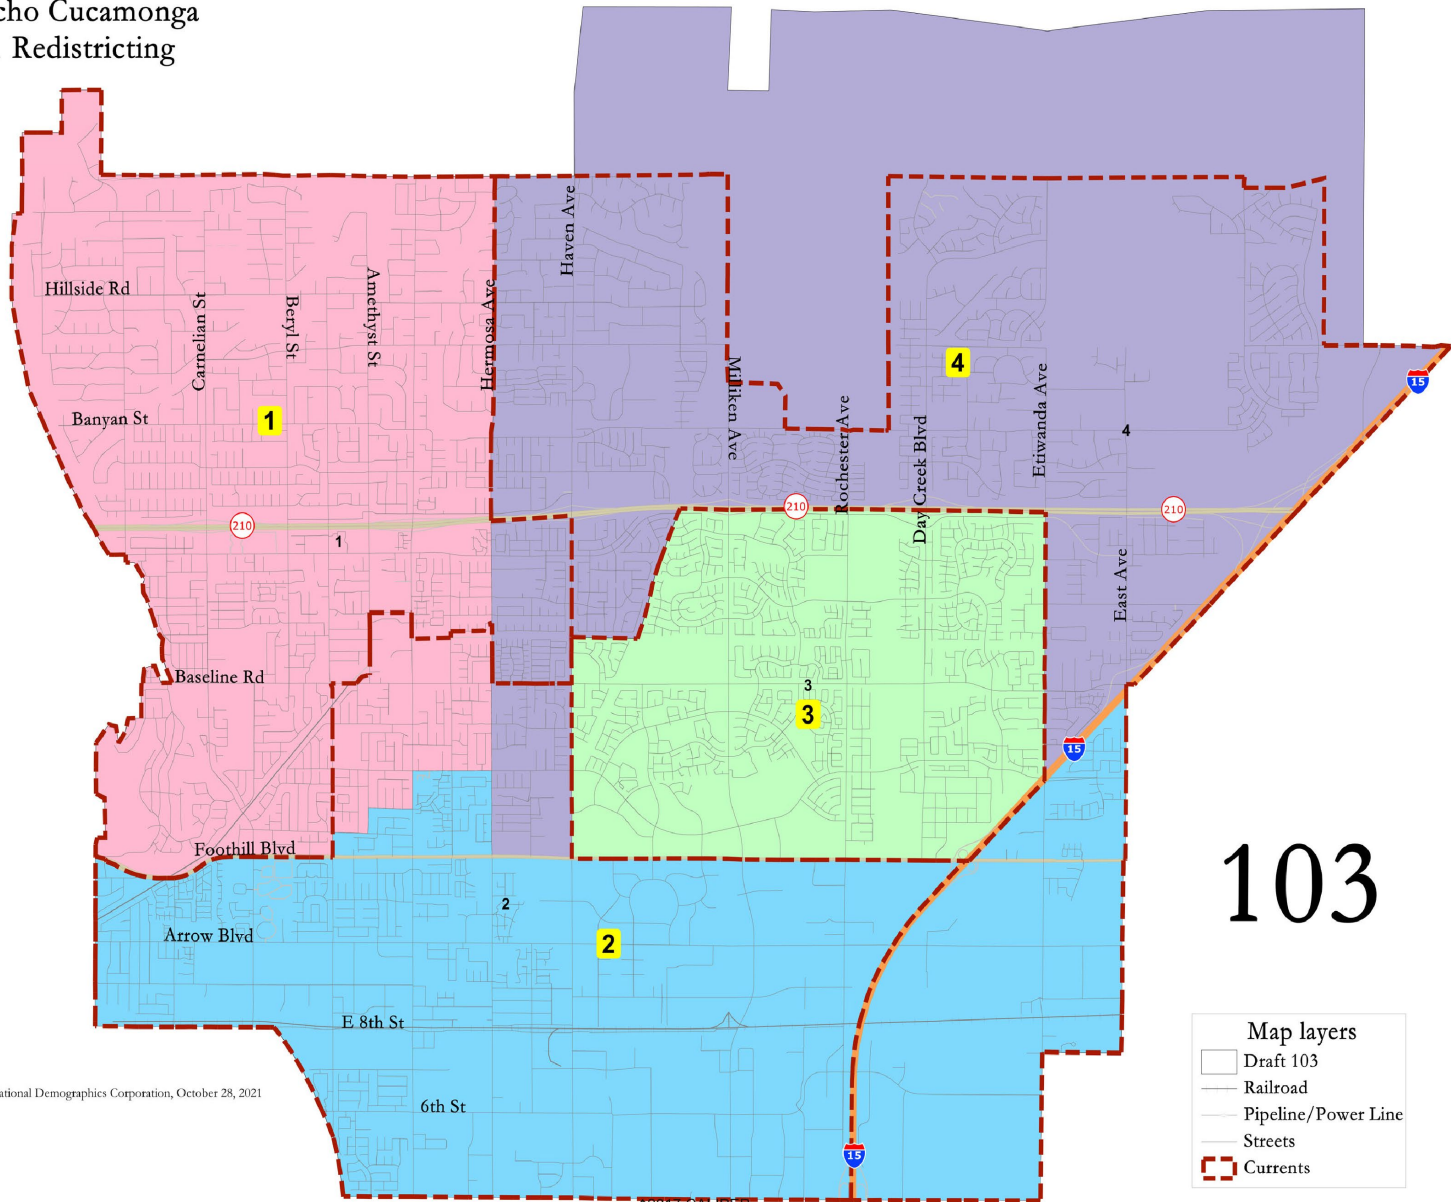 cho Cucamonga
Redistricting
Haven Ave
Hillside Rd
Carnelian St
Beryl St
Amethyst St
Hermosa Ave
Milliken Ave
4
Etiwanda Ave
15
Rochester Ave
Day Creek Blvd
Banyan St
1
4
210
210
210
1
East Ave
Baseline Rd
3
3
15
Foothill Blvd
103
2
Arrow Blvd
2
E 8th St
Map layers
Draft 103
Railroad
Pipeline/Power Line
Streets
Currents
ational Demographics Corporation, October 28, 2021
6th St
15